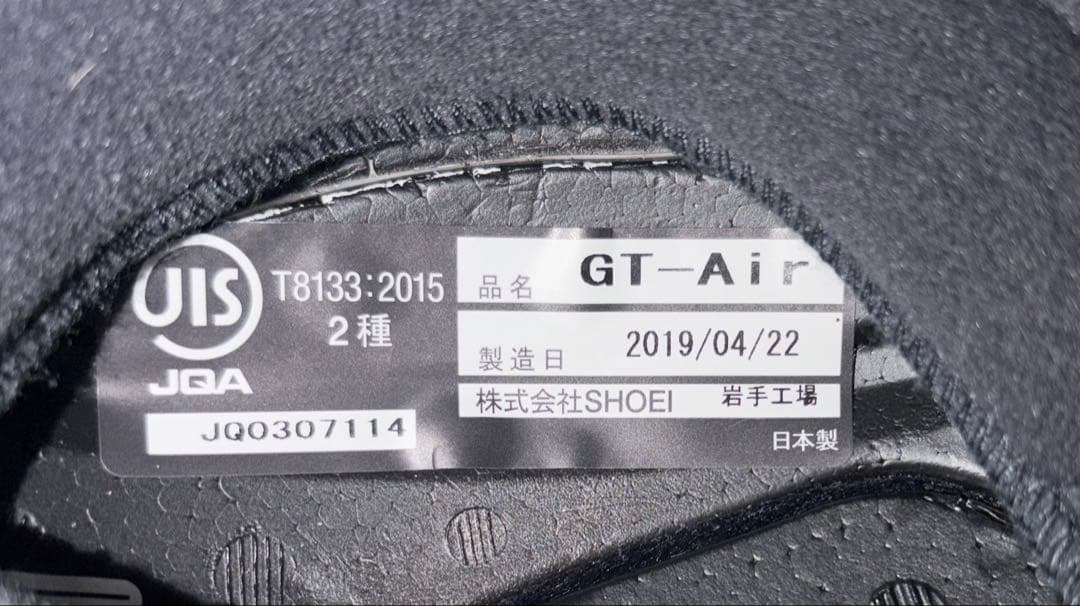 JIS
T8133:2015
2種
JQA
JQ0307114
品名 GT-Air
製造日 2019/04/22
株式会社SHOEI 岩手工場
日本製